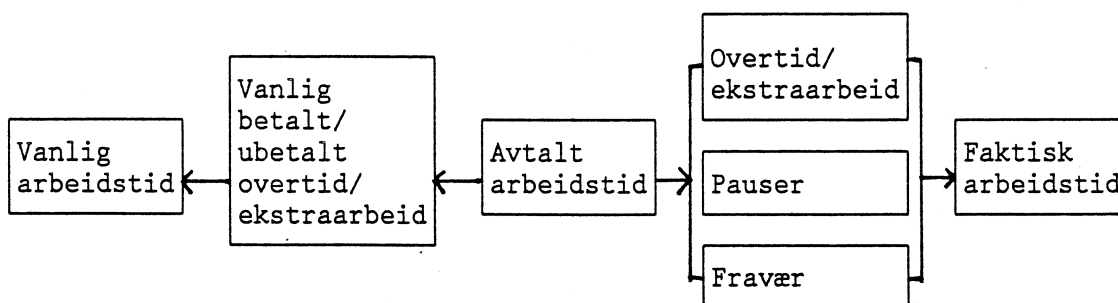 Vanlig
arbeidstid
Vanlig
betalt/
ubetalt
overtid/
ekstraarbeid
Avtalt
arbeidstid
Overtid/
ekstraarbeid
Pauser
Fravær
Faktisk
arbeidstid